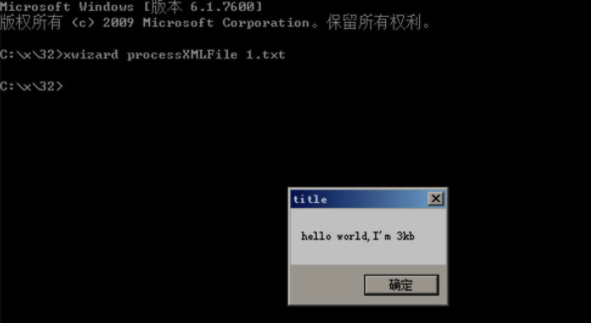 Microsoft Windows [版本 6.1.7600]
版权所有 (c) 2009 Microsoft Corporation。保留所有权利。
C:\x\32>xwizard processXMLFile 1.txt
C:\x\32>
title
hello world,I'm 3kb
确定